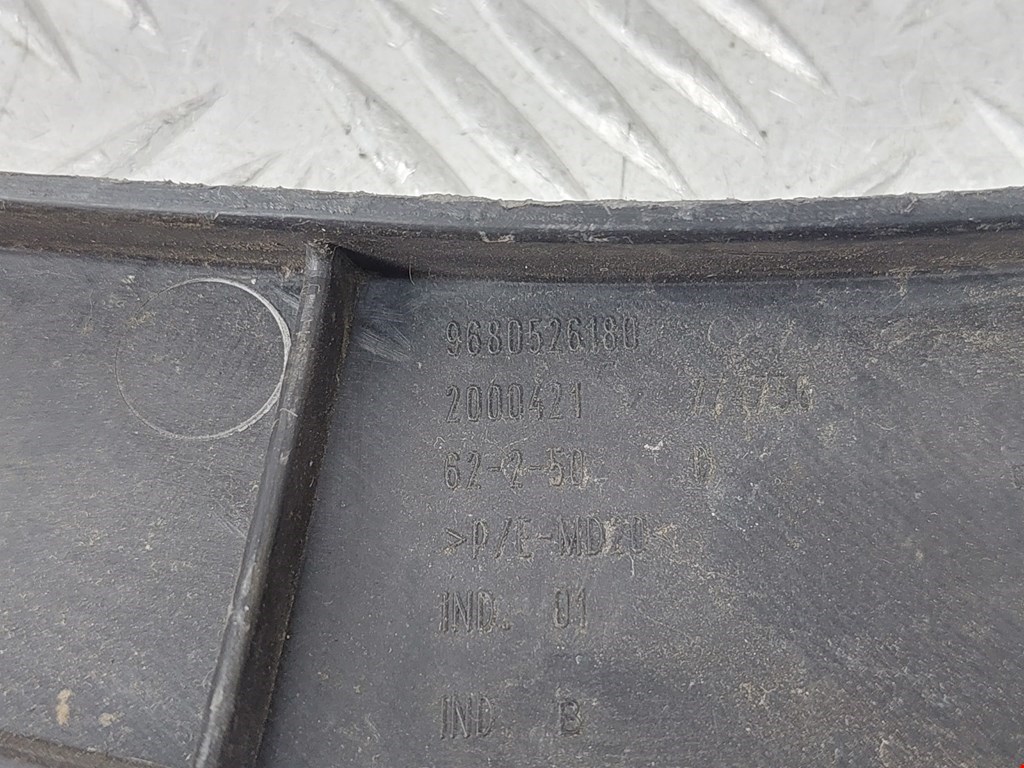 9680526180
2000421
62-2-50
>P/E-MD20<
IND. 01
IND. B